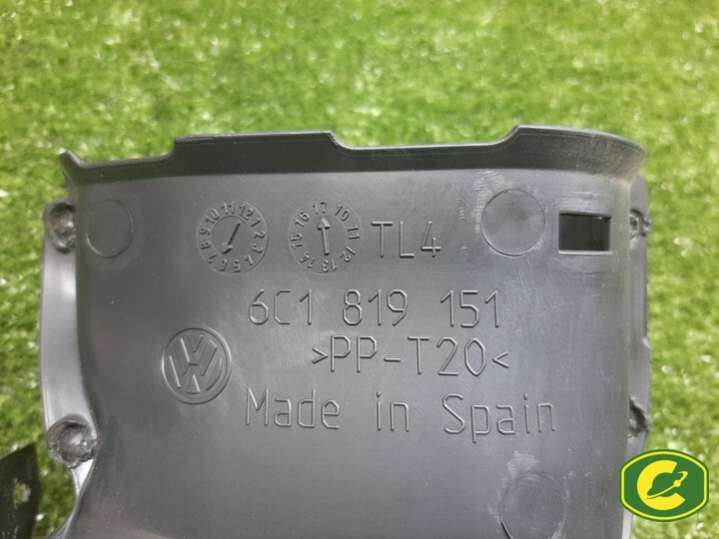 TL4
6C1 819 151
>PP-T20<
Made in Spain